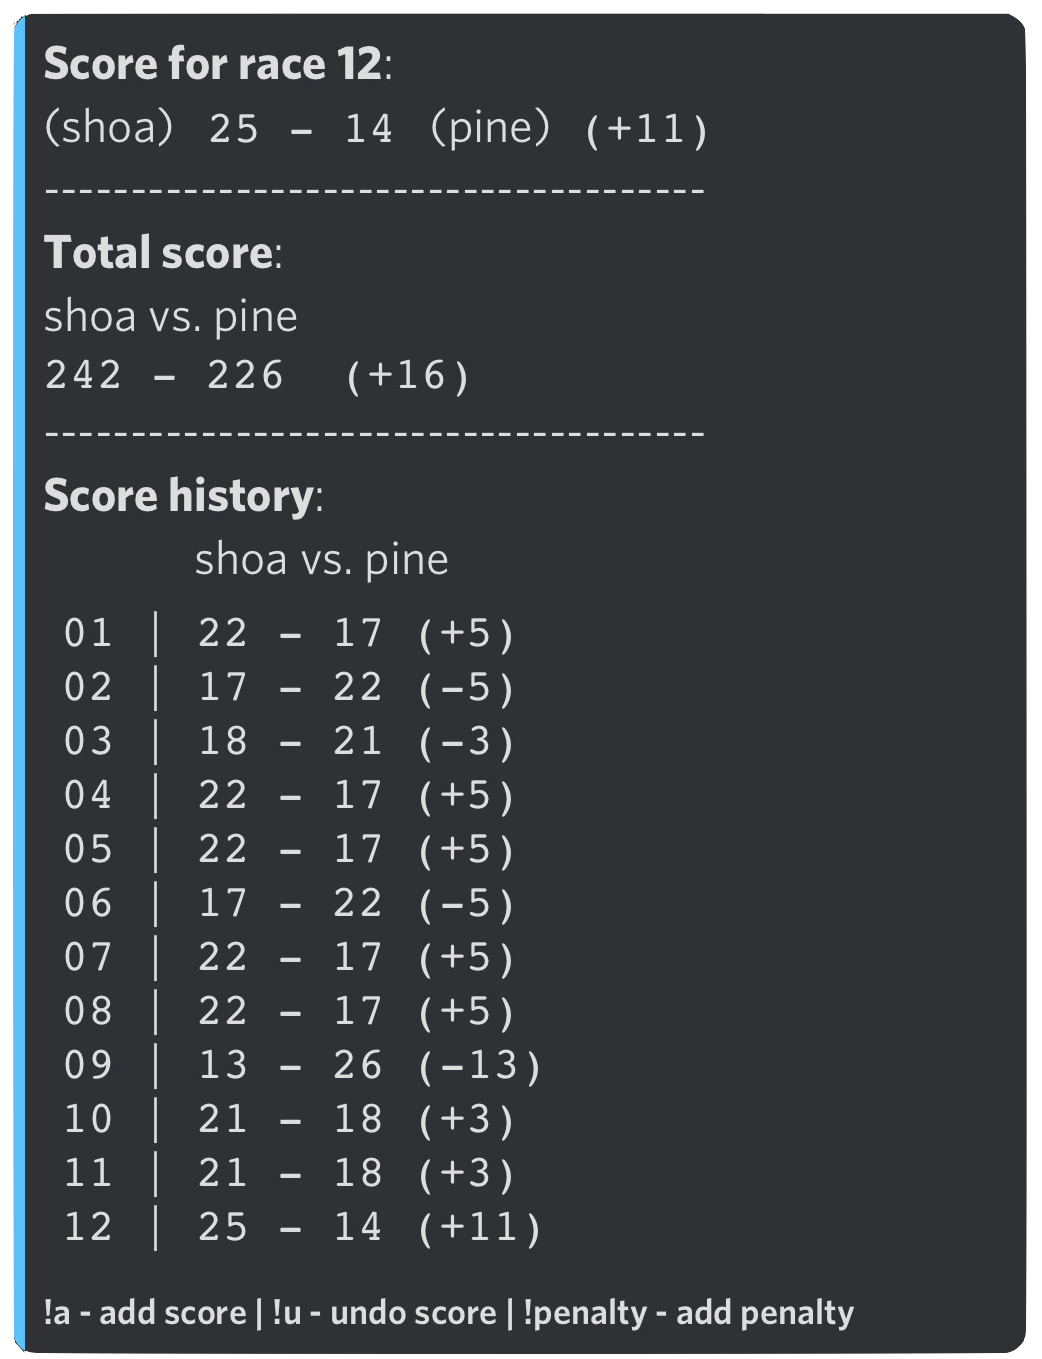 Score for race 12:
(shoa) 25 - 14 (pine) (+11)
--------------------------------------
Total score:
shoa vs. pine
242 - 226 (+16)
--------------------------------------
Score history:
shoa vs. pine
01 | 22 - 17 (+5)
02 | 17 - 22 (-5)
03 | 18 - 21 (-3)
04 | 22 - 17 (+5)
05 | 22 - 17 (+5)
06 | 17 - 22 (-5)
07 | 22 - 17 (+5)
08 | 22 - 17 (+5)
09 | 13 - 26 (-13)
10 | 21 - 18 (+3)
11 | 21 - 18 (+3)
12 | 25 - 14 (+11)
!a - add score | !u - undo score | !penalty - add penalty